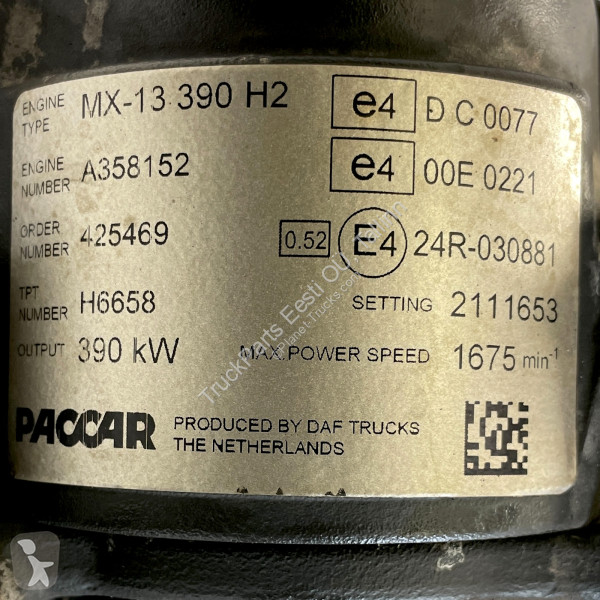 ENGINE TYPE MX-13 390 H2 e4 D C 0077
ENGINE NUMBER A358152 e4 00E 0221
ORDER NUMBER 425469 0.52 E4 24R-030881
TPT NUMBER H6658 SETTING 2111653
OUTPUT 390 kW MAX.POWER SPEED 1675 min-1
PACCAR PRODUCED BY DAF TRUCKS
THE NETHERLANDS